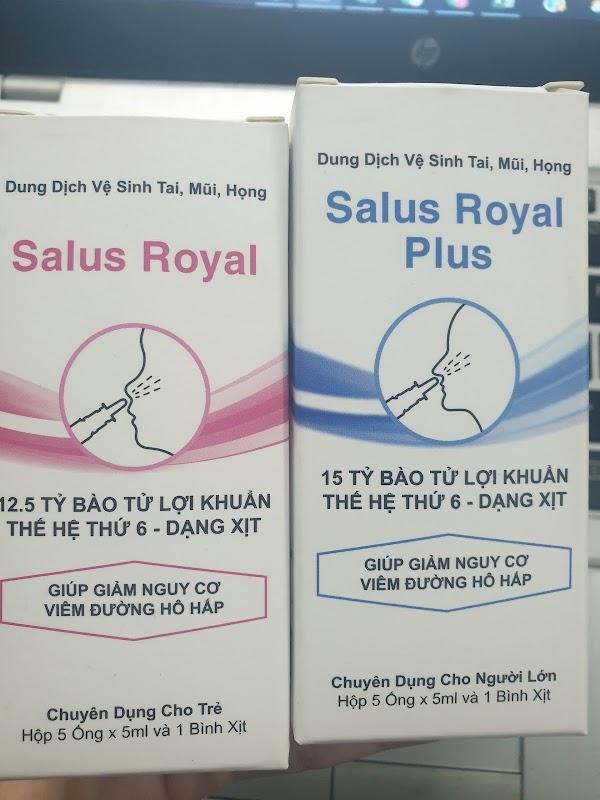 Dung Dịch Vệ Sinh Tai, Mũi, Họng
Salus Royal
12.5 TỶ BÀO TỬ LỢI KHUẨN
THẾ HỆ THỨ 6 - DẠNG XỊT
GIÚP GIẢM NGUY CƠ
VIÊM ĐƯỜNG HÔ HẤP
Chuyên Dụng Cho Trẻ
Hộp 5 Ống x 5ml và 1 Bình Xịt
Dung Dịch Vệ Sinh Tai, Mũi, Họng
Salus Royal
Plus
15 TỶ BÀO TỬ LỢI KHUẨN
THẾ HỆ THỨ 6 - DẠNG XỊT
GIÚP GIẢM NGUY CƠ
VIÊM ĐƯỜNG HÔ HẤP
Chuyên Dụng Cho Người Lớn
Hộp 5 Ống x 5ml và 1 Bình Xịt
hp